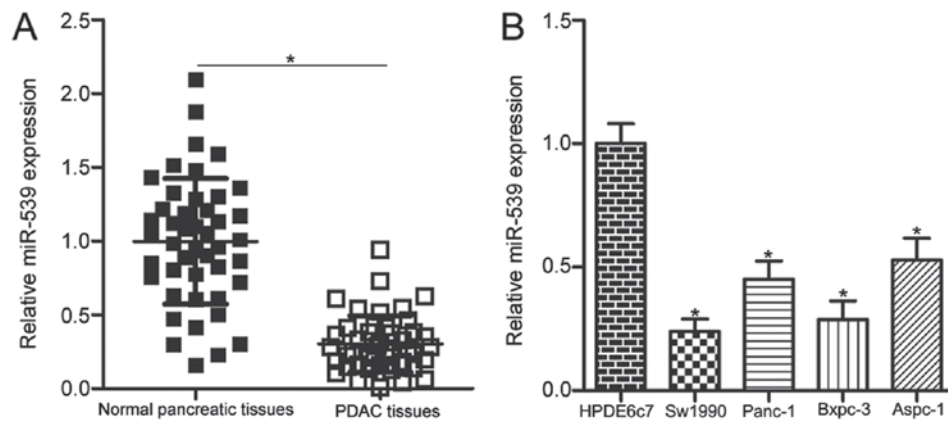 A
Relative miR-539 expression
2.5
2.0
1.5
1.0
0.5
0.0
*
Normal pancreatic tissues
PDAC tissues
B
Relative miR-539 expression
1.5
1.0
0.5
0.0
*
*
*
*
HPDE6c7
Sw1990
Panc-1
Bxpc-3
Aspc-1